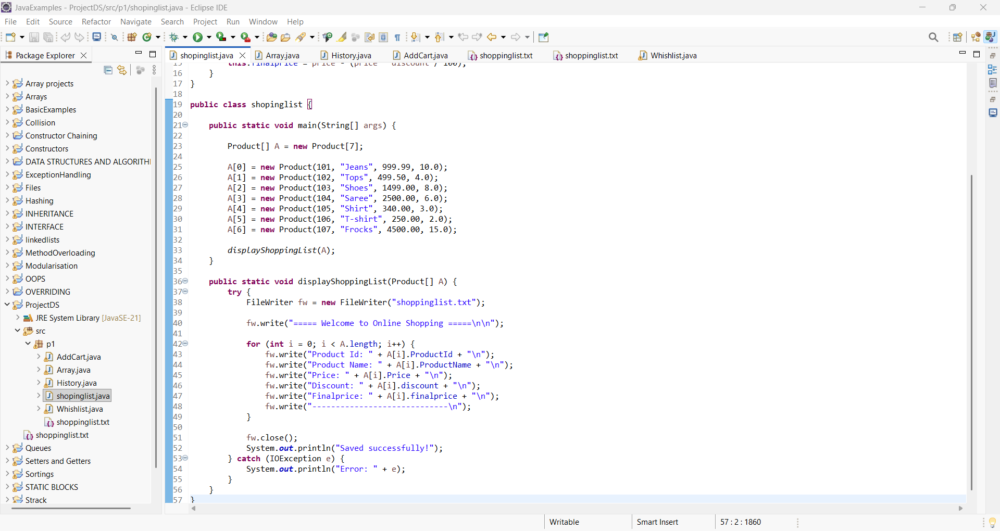 JavaExamples - ProjectDS/src/p1/shopinglist.java - Eclipse IDE
File Edit Source Refactor Navigate Search Project Run Window Help
Package Explorer
shopinglist.java Array.java History.java AddCart.java shoppinglist.txt shoppinglist.txt Whishlist.java
Array projects
Arrays
BasicExamples
Collision
Constructor Chaining
Constructors
DATA STRUCTURES AND ALGORITH
ExceptionHandling
Files
Hashing
INHERITANCE
INTERFACE
linkedlists
MethodOverloading
Modularisation
OOPS
OVERRIDING
ProjectDS
JRE System Library [JavaSE-21]
src
p1
AddCart.java
Array.java
History.java
shopinglist.java
Whishlist.java
shoppinglist.txt
shoppinglist.txt
Queues
Setters and Getters
Sortings
STATIC BLOCKS
Strack
15 this.finalprice = price - (price discount / 100);
16 }
17 }
18
19 public class shopinglist {
20
21 public static void main(String[] args) {
22
23 Product[] A = new Product[7];
24
25 A[0] = new Product(101, "Jeans", 999.99, 10.0);
26 A[1] = new Product(102, "Tops", 499.50, 4.0);
27 A[2] = new Product(103, "Shoes", 1499.00, 8.0);
28 A[3] = new Product(104, "Saree", 2500.00, 6.0);
29 A[4] = new Product(105, "Shirt", 340.00, 3.0);
30 A[5] = new Product(106, "T-shirt", 250.00, 2.0);
31 A[6] = new Product(107, "Frocks", 4500.00, 15.0);
32
33 displayShoppingList(A);
34 }
35
36 public static void displayShoppingList(Product[] A) {
37 try {
38 FileWriter fw = new FileWriter("shoppinglist.txt");
39
40 fw.write("===== Welcome to Online Shopping =====\n\n");
41
42 for (int i = 0; i < A.length; i++) {
43 fw.write("Product Id: " + A[i].ProductId + "\n");
44 fw.write("Product Name: " + A[i].ProductName + "\n");
45 fw.write("Price: " + A[i].Price + "\n");
46 fw.write("Discount: " + A[i].discount + "\n");
47 fw.write("Finalprice: " + A[i].finalprice + "\n");
48 fw.write("-----------------------------\n");
49 }
50
51 fw.close();
52 System.out.println("Saved successfully!");
53 } catch (IOException e) {
54 System.out.println("Error: " + e);
55 }
56 }
57 }
Writable Smart Insert 57 : 2 : 1860